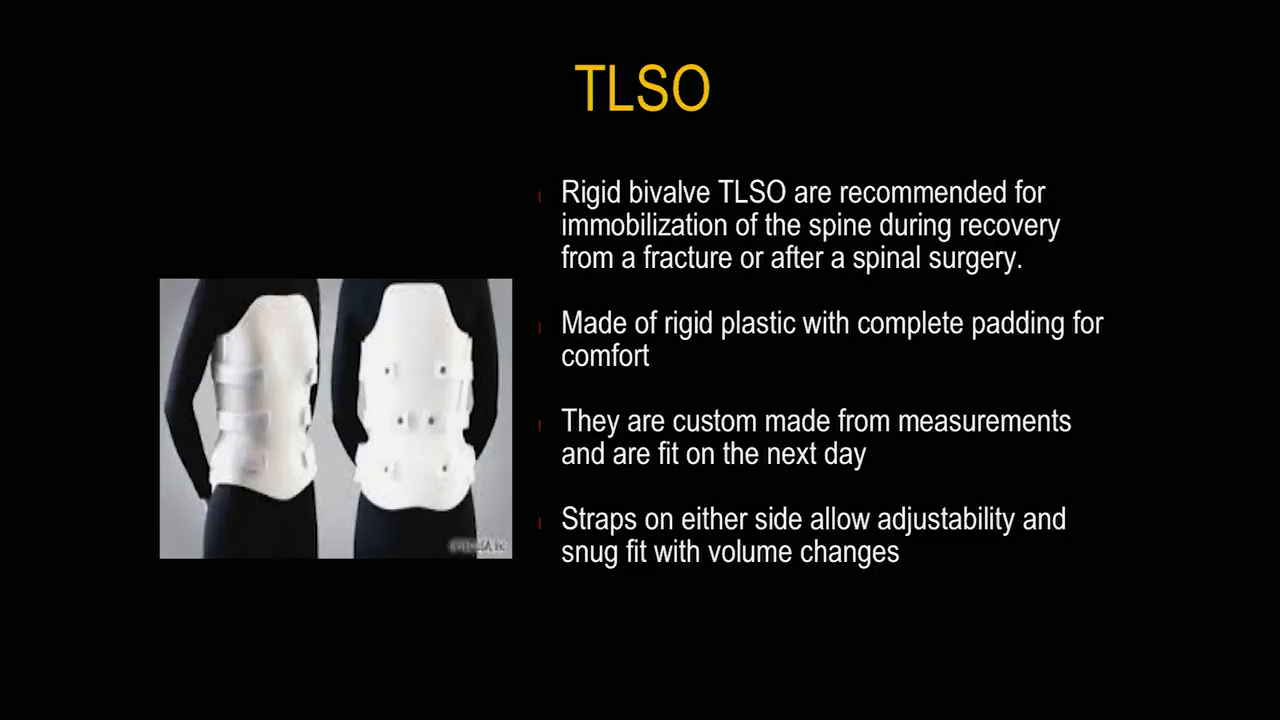 TLSO
Rigid bivalve TLSO are recommended for
immobilization of the spine during recovery
from a fracture or after a spinal surgery.
Made of rigid plastic with complete padding for
comfort
They are custom made from measurements
and are fit on the next day
Straps on either side allow adjustability and
snug fit with volume changes